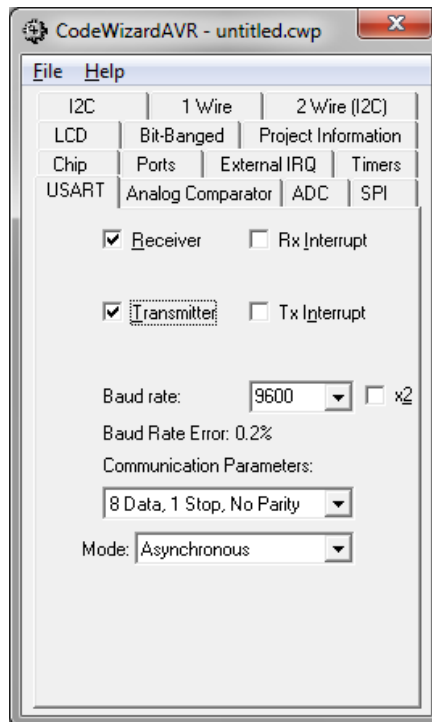 CodeWizardAVR - untitled.cwp
File Help
I2C 1 Wire 2 Wire (I2C)
LCD Bit-Banged Project Information
Chip Ports External IRQ Timers
USART Analog Comparator ADC SPI
Receiver Rx Interrupt
Transmitter Tx Interrupt
Baud rate: 9600 x2
Baud Rate Error: 0.2%
Communication Parameters:
8 Data, 1 Stop, No Parity
Mode: Asynchronous